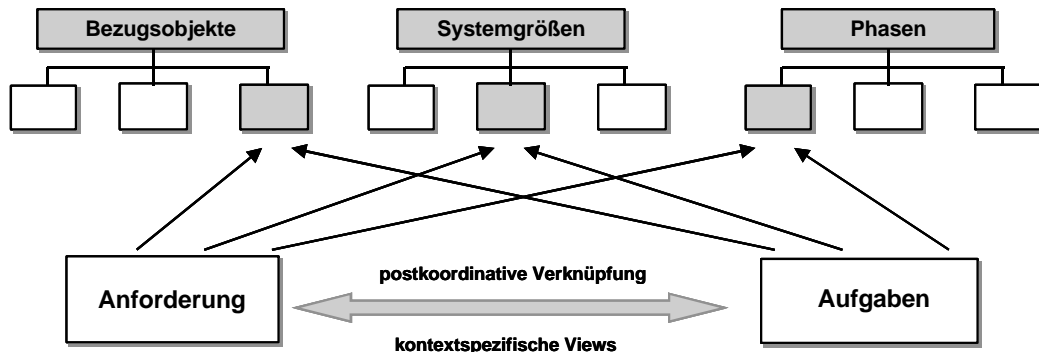 Bezugsobjekte
Systemgrößen
Phasen
postkoordinative Verknüpfung
Anforderung
Aufgaben
kontextspezifische Views